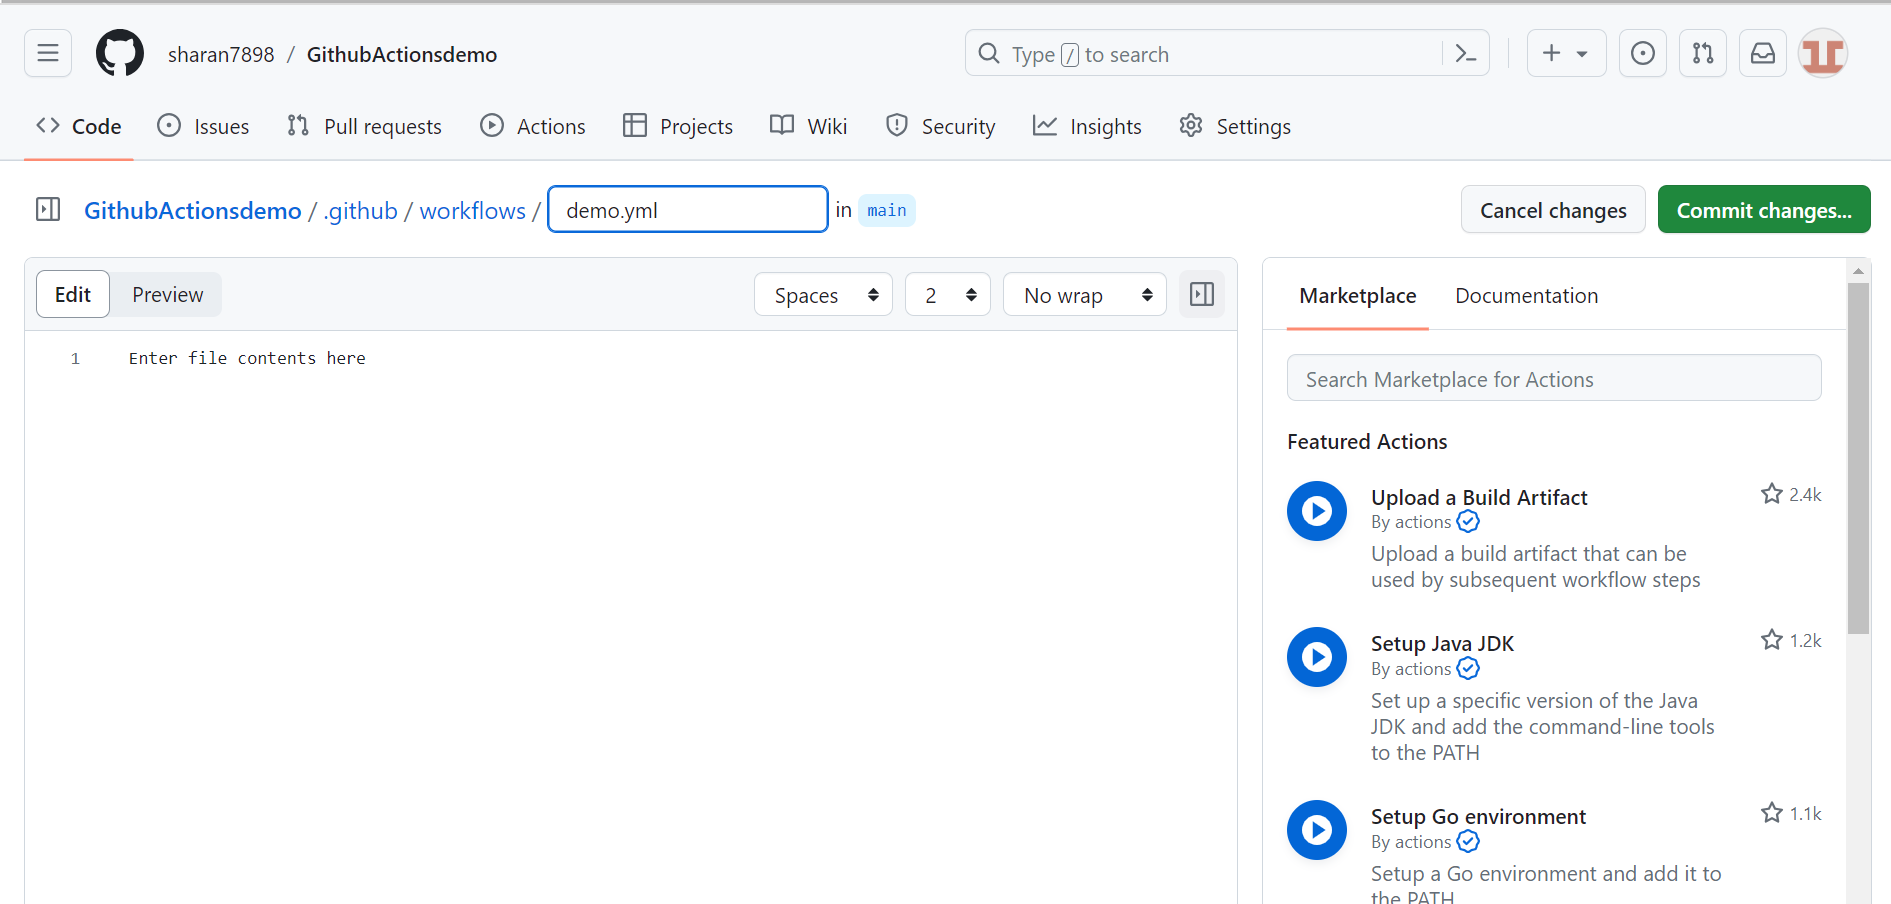 sharan7898 / GithubActionsdemo
Type / to search
Code Issues Pull requests Actions Projects Wiki Security Insights Settings
GithubActionsdemo / .github / workflows / demo.yml in main
Cancel changes Commit changes...
Edit Preview Spaces 2 No wrap
1 Enter file contents here
Marketplace Documentation
Search Marketplace for Actions
Featured Actions
Upload a Build Artifact 2.4k
By actions
Upload a build artifact that can be
used by subsequent workflow steps
Setup Java JDK 1.2k
By actions
Set up a specific version of the Java
JDK and add the command-line tools
to the PATH
Setup Go environment 1.1k
By actions
Setup a Go environment and add it to
the PATH